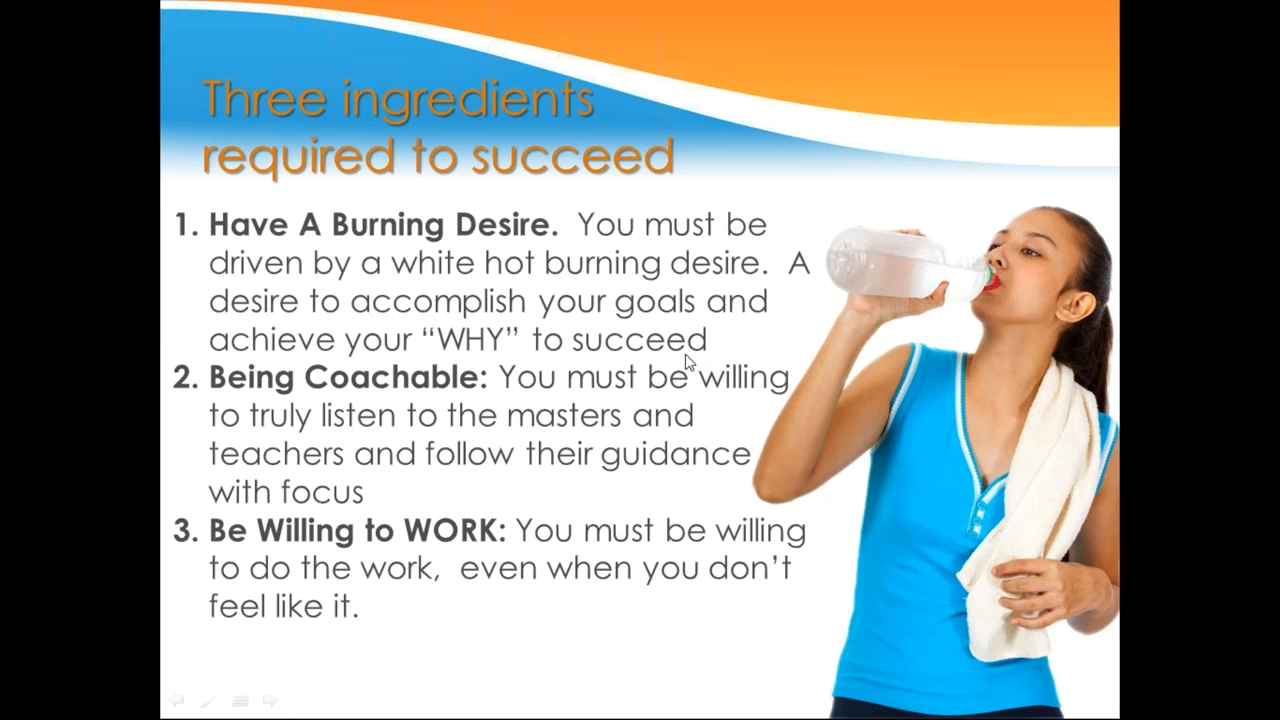 Three ingredients
required to succeed
1. Have A Burning Desire.  You must be
driven by a white hot burning desire.  A
desire to accomplish your goals and
achieve your “WHY” to succeed
2. Being Coachable: You must be willing
to truly listen to the masters and
teachers and follow their guidance
with focus
3. Be Willing to WORK: You must be willing
to do the work,  even when you don’t
feel like it.